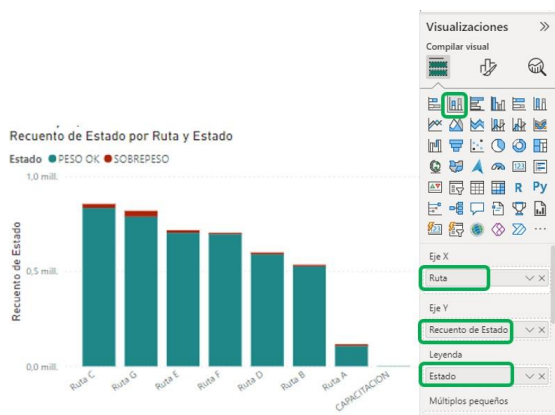 Recuento de Estado por Ruta y Estado
Estado PESO OK SOBREPESO
1,0 mill.
0,5 mill.
0,0 mill.
Recuento de Estado
Ruta C
Ruta G
Ruta E
Ruta F
Ruta D
Ruta B
Ruta A
CAPACITACION
Visualizaciones
Compilar visual
123
R Py
123
Eje X
Ruta
Eje Y
Recuento de Estado
Leyenda
Estado
Múltiplos pequeños